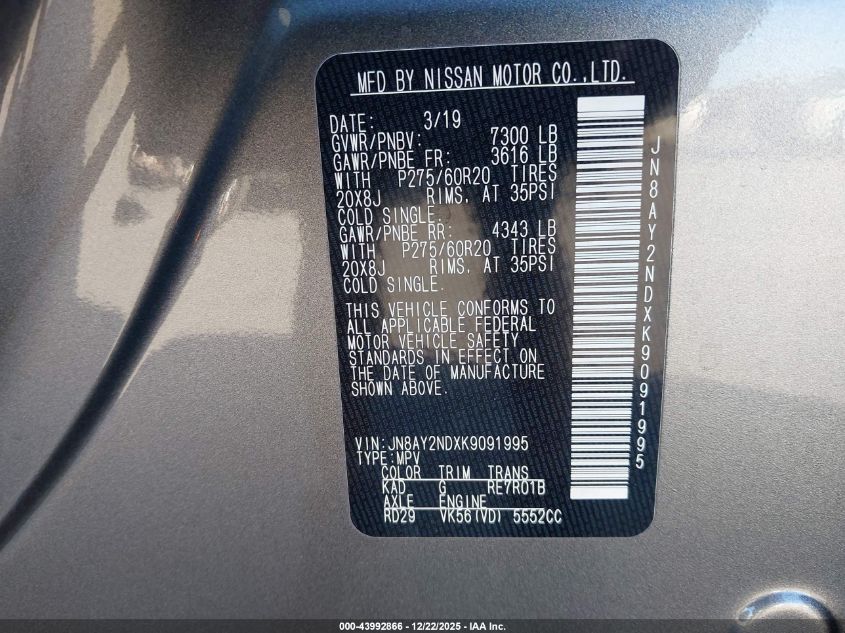 MFD BY NISSAN MOTOR CO.,LTD.
DATE: 3/19
GVWR/PNBV: 7300 LB
GAWR/PNBE FR: 3616 LB
WITH P275/60R20 TIRES
20X8J RIMS, AT 35PSI
COLD SINGLE.
GAWR/PNBE RR: 4343 LB
WITH P275/60R20 TIRES
20X8J RIMS, AT 35PSI
COLD SINGLE.
THIS VEHICLE CONFORMS TO
ALL APPLICABLE FEDERAL
MOTOR VEHICLE SAFETY
STANDARDS IN EFFECT ON
THE DATE OF MANUFACTURE
SHOWN ABOVE.
VIN:JN8AY2NDXK9091995
TYPE:MPV
COLOR TRIM TRANS
KAD G RE7R01B
AXLE ENGINE
RD29 VK56(VD) 5552CC
JN8AY2NDXK9091995
000-43992866 - 12/22/2025 - IAA Inc.